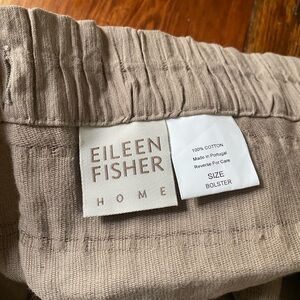 EILEEN
FISHER
HOME
100% COTTON
Made in Portugal
Reverse For Care
SIZE
BOLSTER